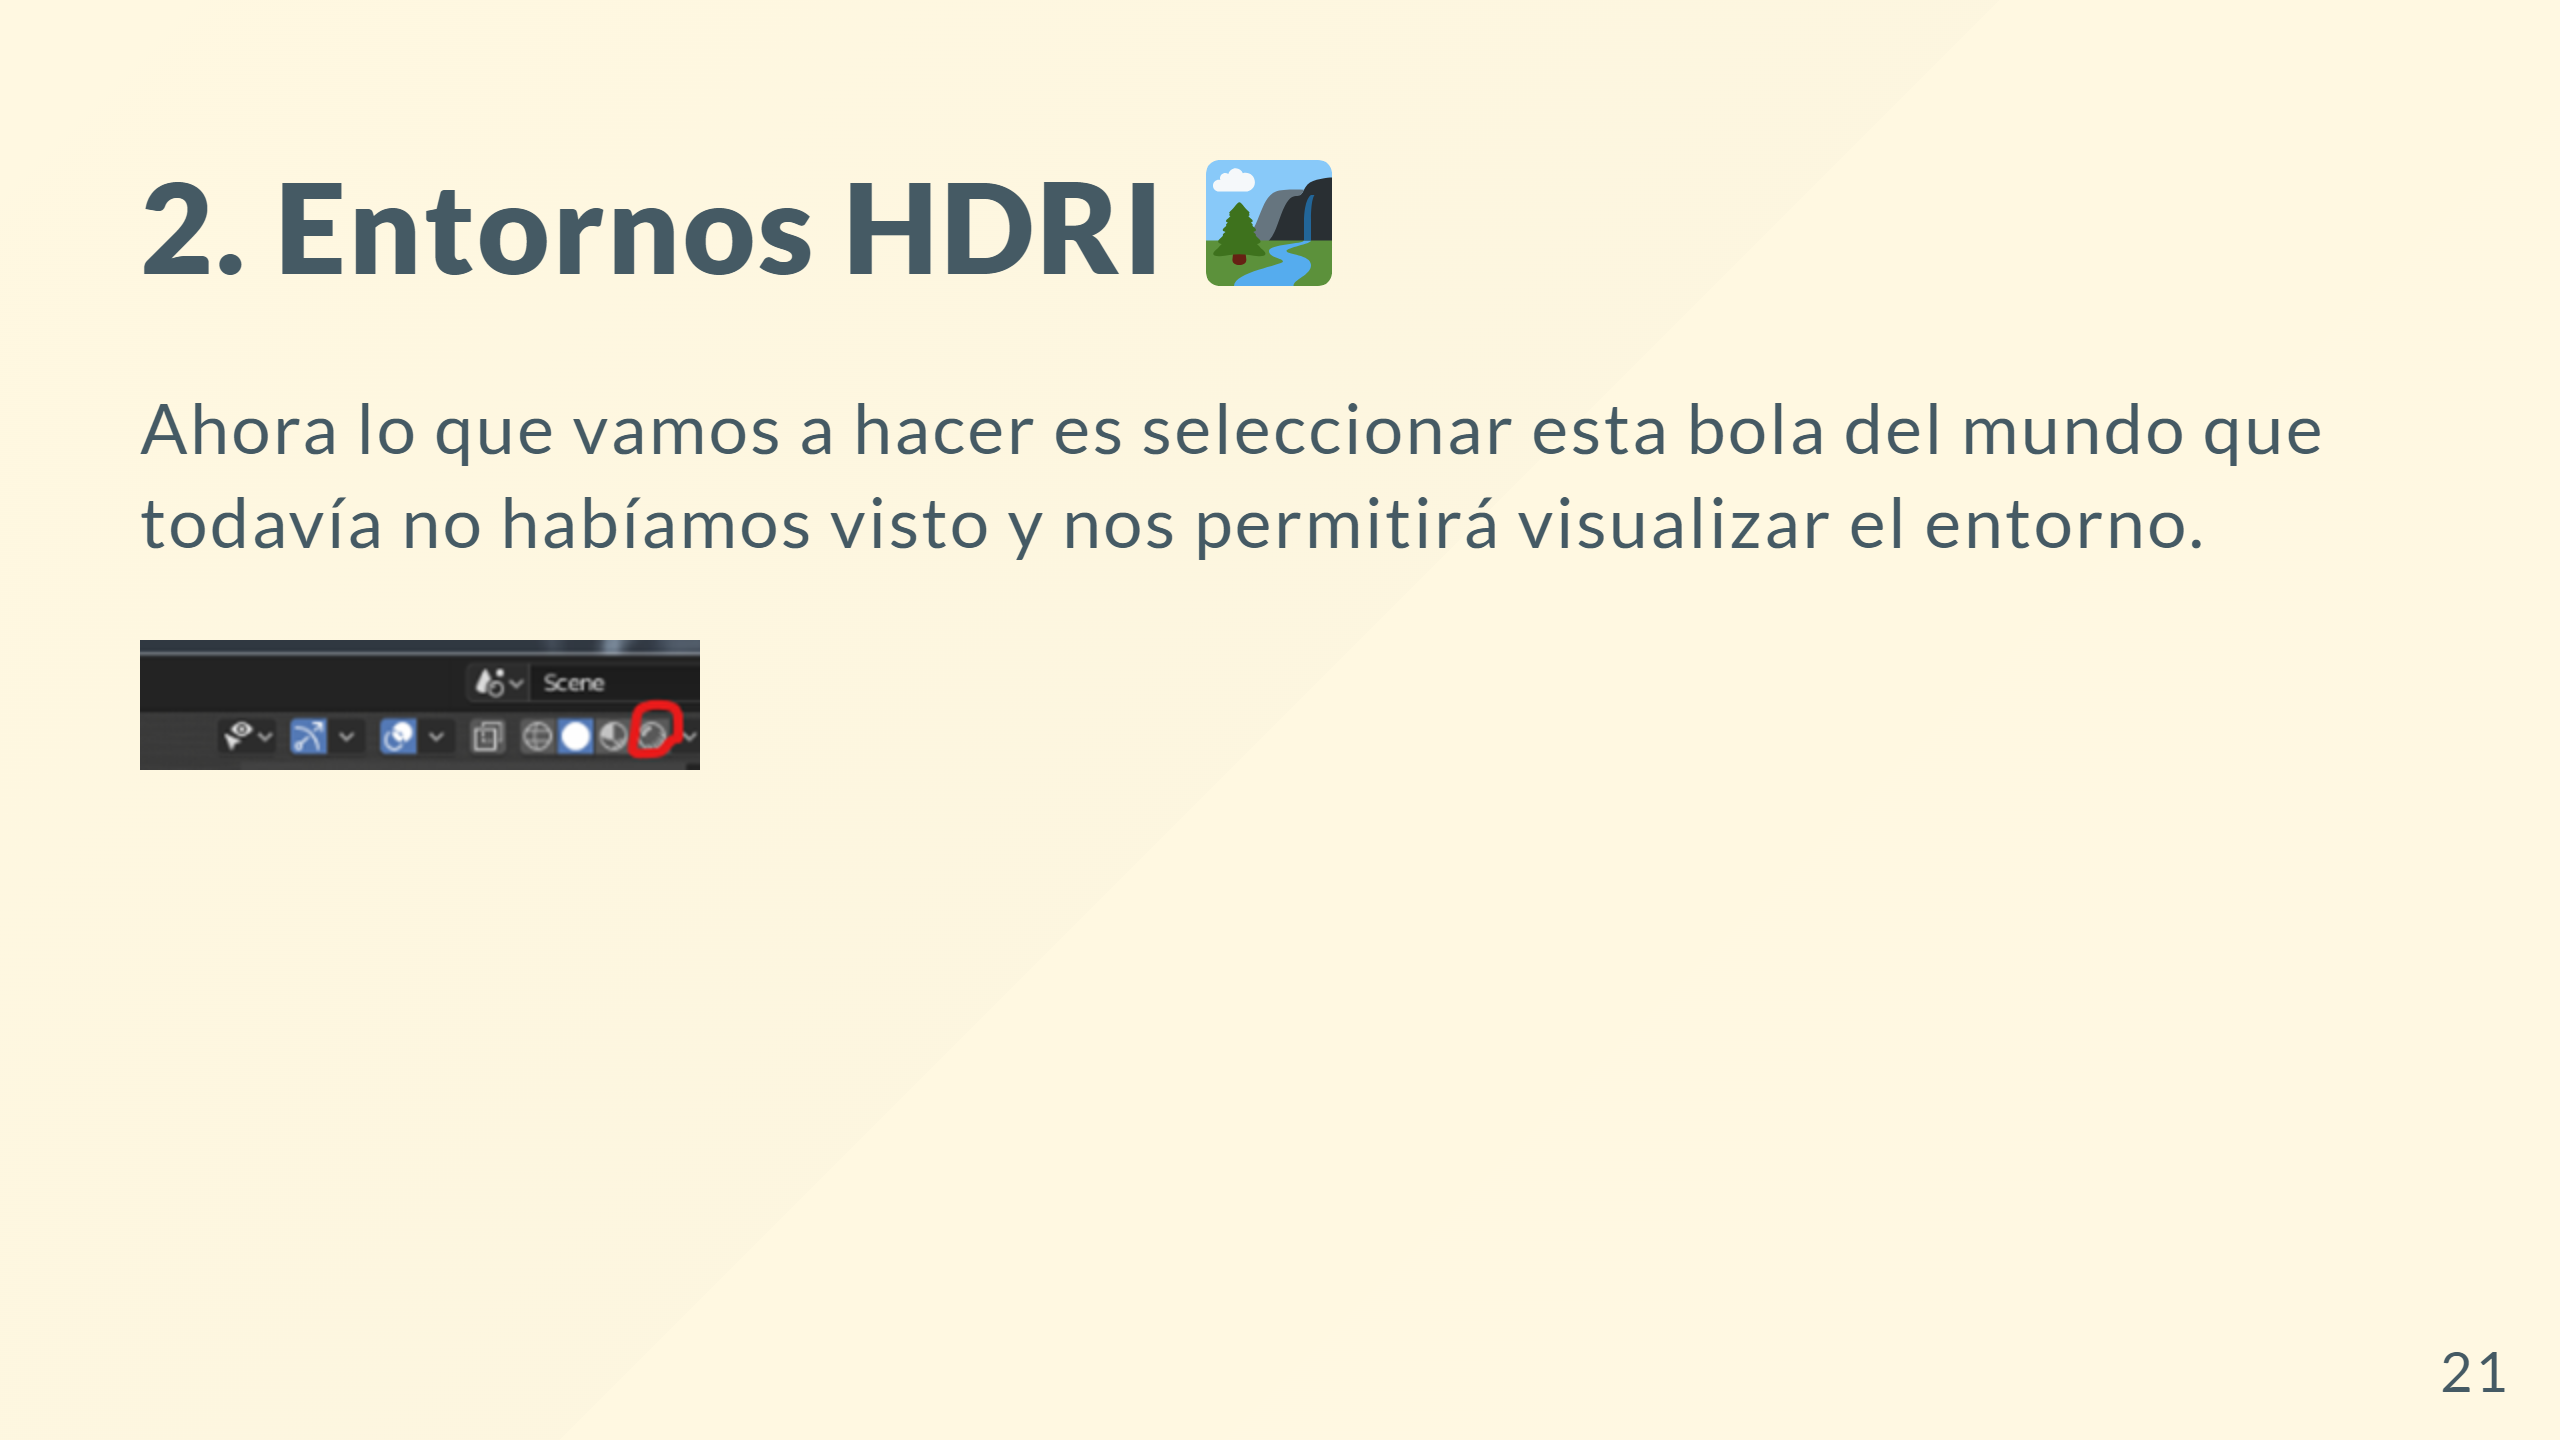 2. Entornos HDRI
Ahora lo que vamos a hacer es seleccionar esta bola del mundo que
todavía no habíamos visto y nos permitirá visualizar el entorno.
Scene
21